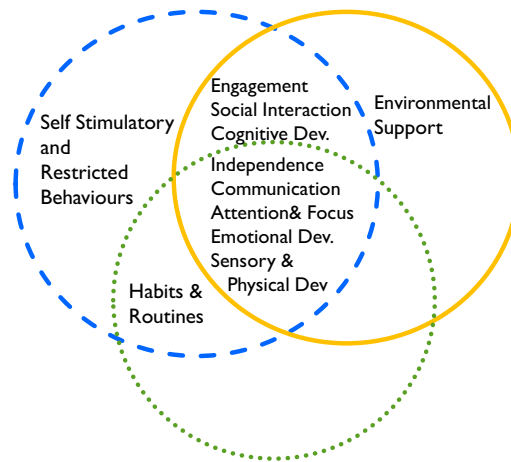 Self Stimulatory
and
Restricted
Behaviours
Engagement
Social Interaction
Cognitive Dev.
Independence
Communication
Attention& Focus
Emotional Dev.
Sensory &
Physical Dev
Environmental
Support
Habits &
Routines